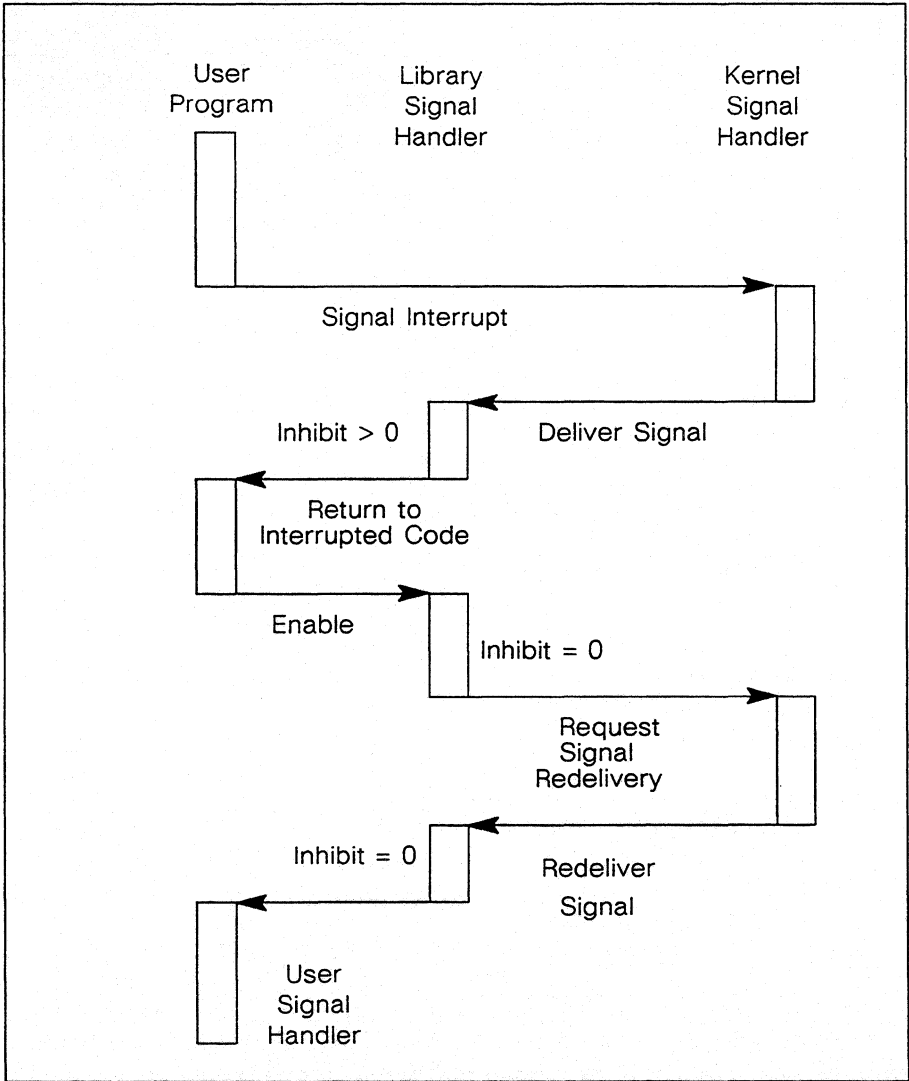 User
Program
Library
Signal
Handler
Kernel
Signal
Handler
Signal Interrupt
Inhibit > 0
Deliver Signal
Return to
Interrupted Code
Enable
Inhibit = 0
Request
Signal
Redelivery
Inhibit = 0
Redeliver
Signal
User
Signal
Handler